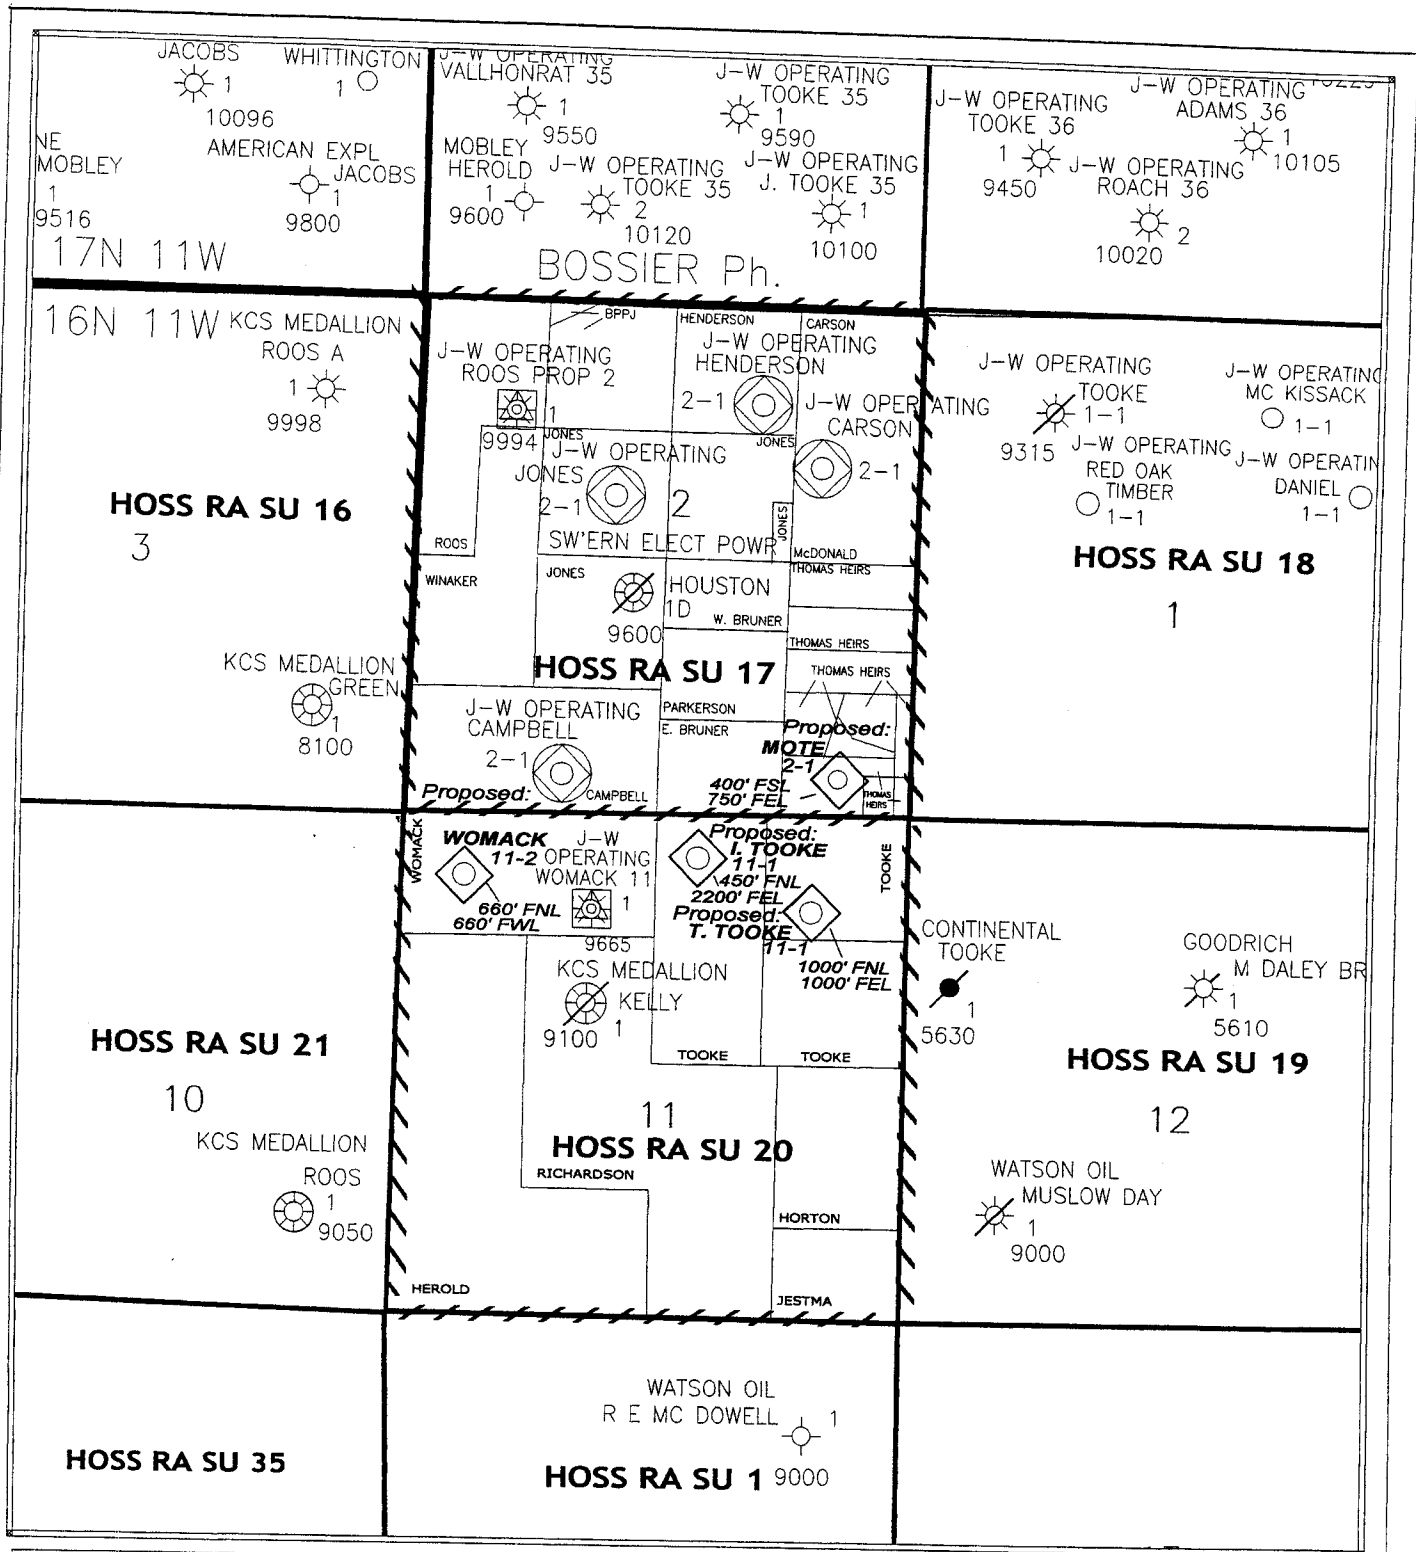 JACOBS
1
10096
WHITTINGTON
1
NE
MOBLEY
1
9516
AMERICAN EXPL
JACOBS
1
9800
17N 11W
J-W OPERATING
VALLHONRAT 35
1
9550
J-W OPERATING
TOOKE 35
1
9590
MOBLEY
HEROLD
1
9600
J-W OPERATING
TOOKE 35
2
10120
J-W OPERATING
J. TOOKE 35
1
10100
BOSSIER Ph.
J-W OPERATING
TOOKE 36
1
9450
J-W OPERATING
ADAMS 36
1
10105
J-W OPERATING
ROACH 36
2
10020
16N 11W
KCS MEDALLION
ROOS A
1
9998
HOSS RA SU 16
3
KCS MEDALLION
GREEN
1
8100
BPPJ
HENDERSON
CARSON
J-W OPERATING
ROOS PROP 2
1
9994
J-W OPERATING
HENDERSON
2-1
J-W OPERATING
CARSON
2-1
JONES
JONES
J-W OPERATING
JONES
2-1
2
JONES
SW'ERN ELECT POWR
ROOS
McDONALD
WINAKER
JONES
THOMAS HEIRS
HOUSTON
1D
9600
W. BRUNER
THOMAS HEIRS
HOSS RA SU 17
THOMAS HEIRS
PARKERSON
E. BRUNER
J-W OPERATING
CAMPBELL
2-1
CAMPBELL
Proposed:
MOTE
2-1
400' FSL
750' FEL
THOMAS
HEIRS
J-W OPERATING
TOOKE
1-1
9315
J-W OPERATING
MC KISSACK
1-1
J-W OPERATING
RED OAK
TIMBER
1-1
J-W OPERATIN
DANIEL
1-1
HOSS RA SU 18
1
Proposed:
WOMACK
11-2
660' FNL
660' FWL
WOMACK
J-W
OPERATING
WOMACK 11
1
9665
Proposed:
I. TOOKE
11-1
450' FNL
2200' FEL
Proposed:
T. TOOKE
11-1
1000' FNL
1000' FEL
TOOKE
KCS MEDALLION
KELLY
1
9100
TOOKE
TOOKE
11
HOSS RA SU 20
RICHARDSON
HORTON
HEROLD
JESTMA
HOSS RA SU 21
10
KCS MEDALLION
ROOS
1
9050
CONTINENTAL
TOOKE
1
5630
GOODRICH
M DALEY BR
1
5610
HOSS RA SU 19
12
WATSON OIL
MUSLOW DAY
1
9000
HOSS RA SU 35
WATSON OIL
R E MC DOWELL
1
9000
HOSS RA SU 1